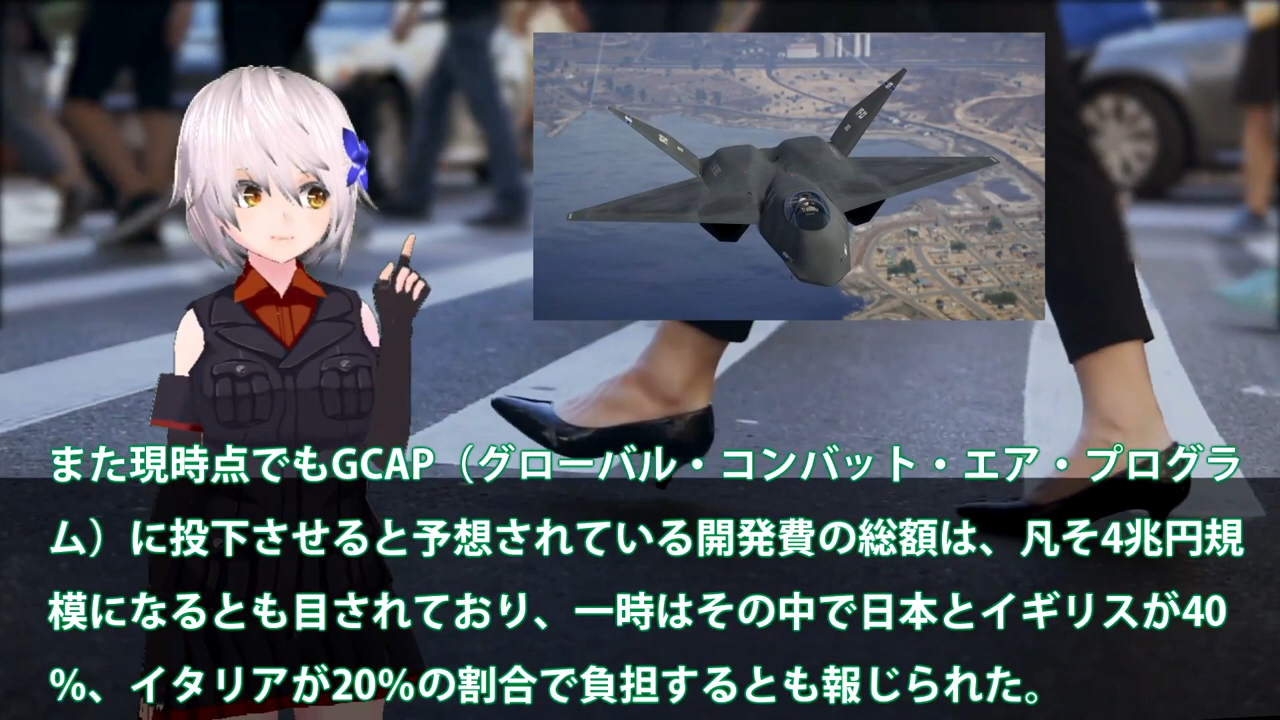 また現時点でもGCAP（グローバル・コンバット・エア・プログラ
ム）に投下させると予想されている開発費の総額は、凡そ4兆円規
模になるとも目されており、一時はその中で日本とイギリスが40
%、イタリアが20%の割合で負担するとも報じられた。